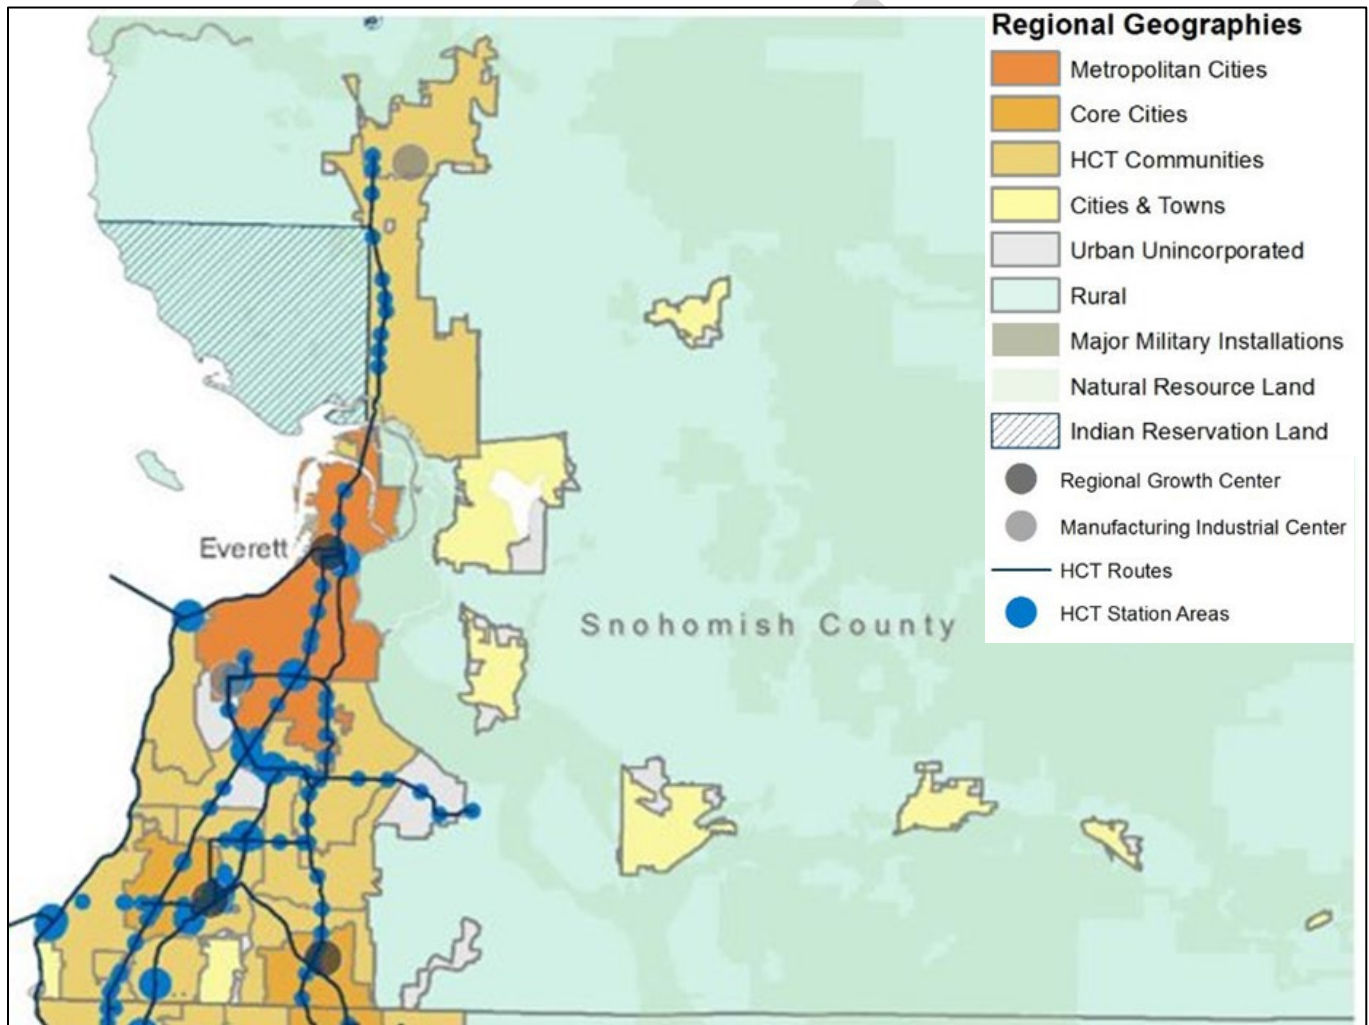 Regional Geographies
Metropolitan Cities
Core Cities
HCT Communities
Cities & Towns
Urban Unincorporated
Rural
Major Military Installations
Natural Resource Land
Indian Reservation Land
Regional Growth Center
Manufacturing Industrial Center
HCT Routes
HCT Station Areas
Everett
Snohomish County